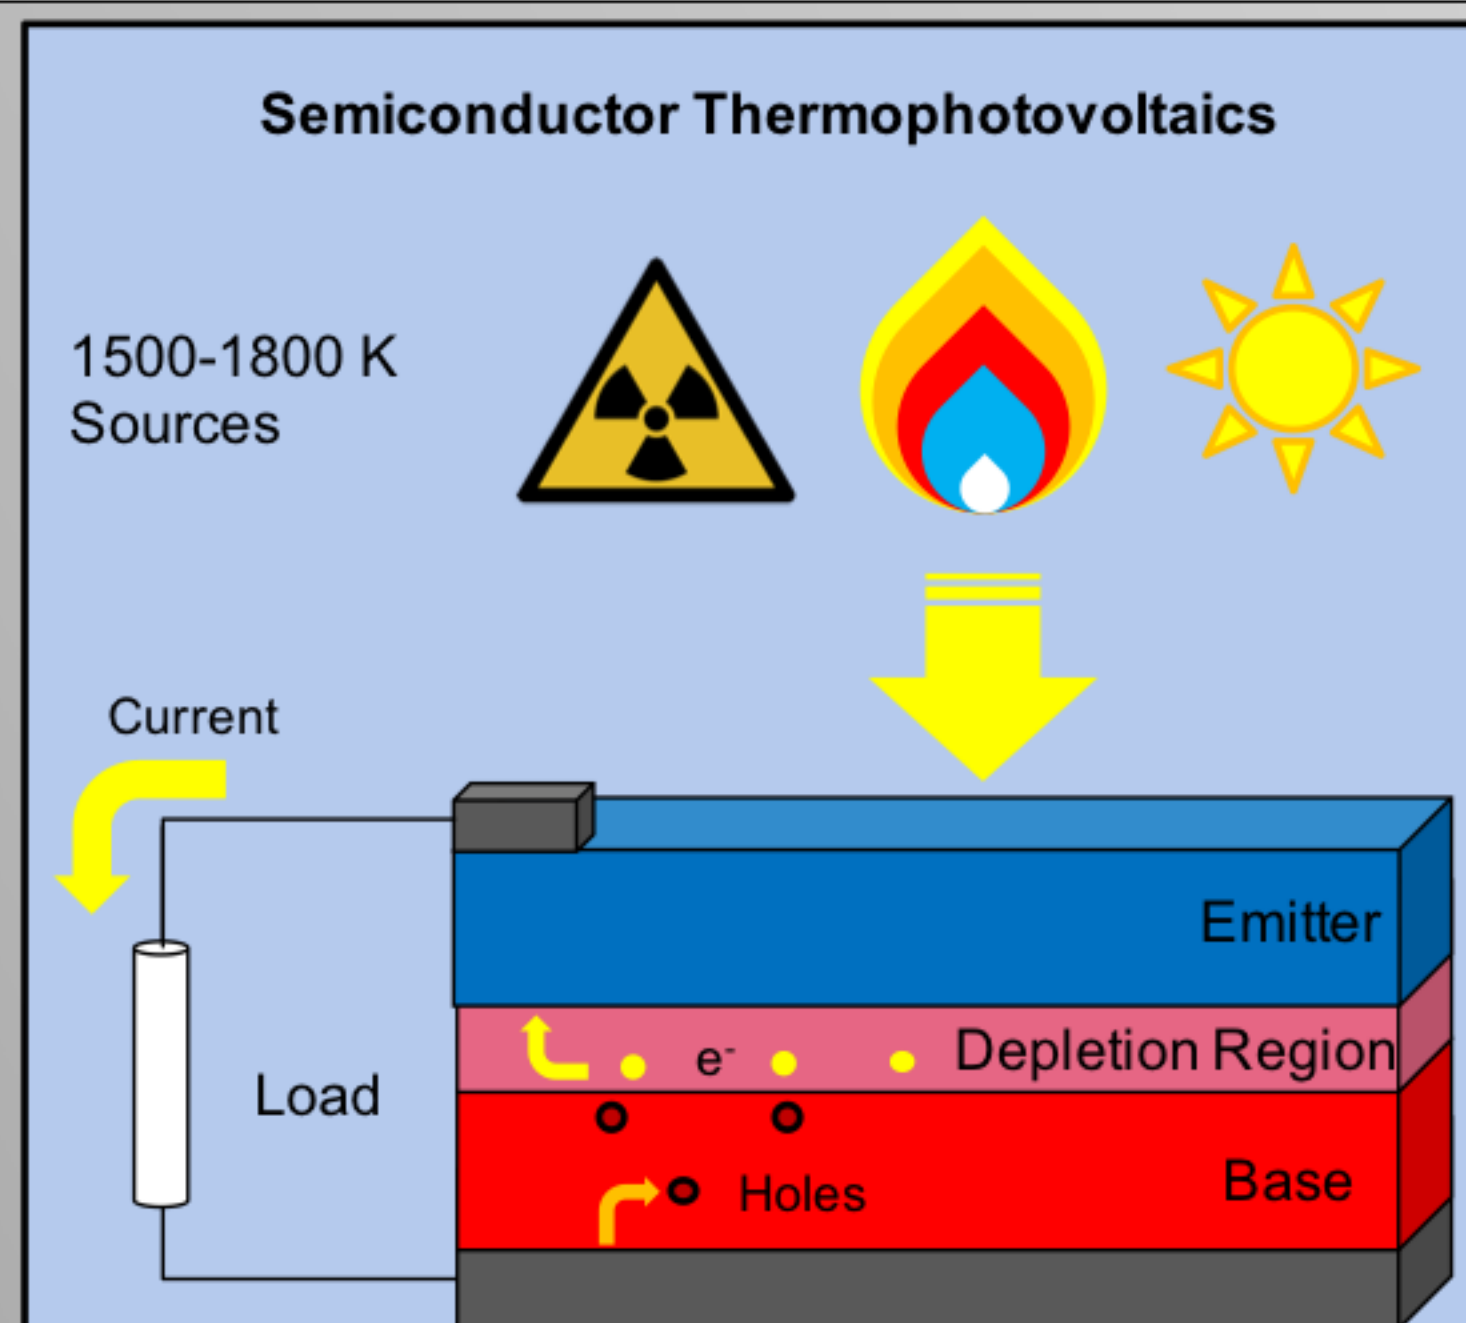 Semiconductor Thermophotovoltaics
1500-1800 K
Sources
Current
Emitter
e⁻
Depletion Region
Load
Base
Holes